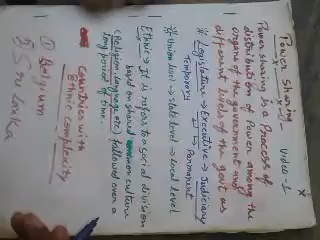 Power Sharing Video-1
Power sharing is Process of
distribution of Power among the
organs of the government and
different levels of the govt as
* Legislature → Executive → Judiciary
Temporary Permanent
* Union level → state level → Local level
Ethnic → It is refers to a social division
based on shared common culture
(Religion, language, etc) followed over a
long period of time.
Countries with
Ethnic complexity
① Belgium
② Sri Lanka